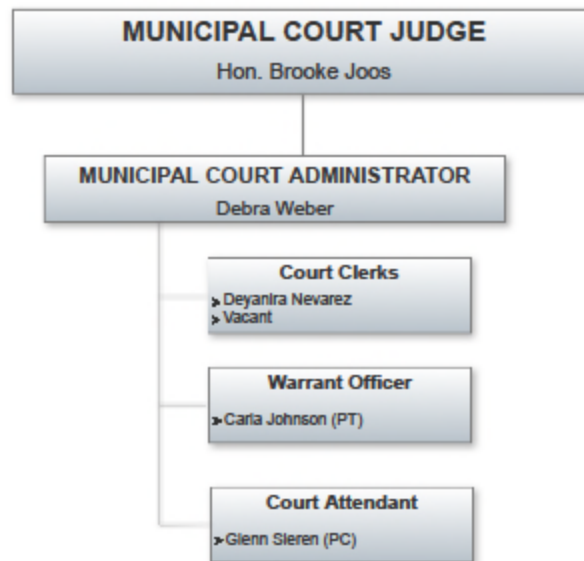 MUNICIPAL COURT JUDGE
Hon. Brooke Joos
MUNICIPAL COURT ADMINISTRATOR
Debra Weber
Court Clerks
Deyanira Nevarez
Vacant
Warrant Officer
Carla Johnson (PT)
Court Attendant
Glenn Sieren (PC)